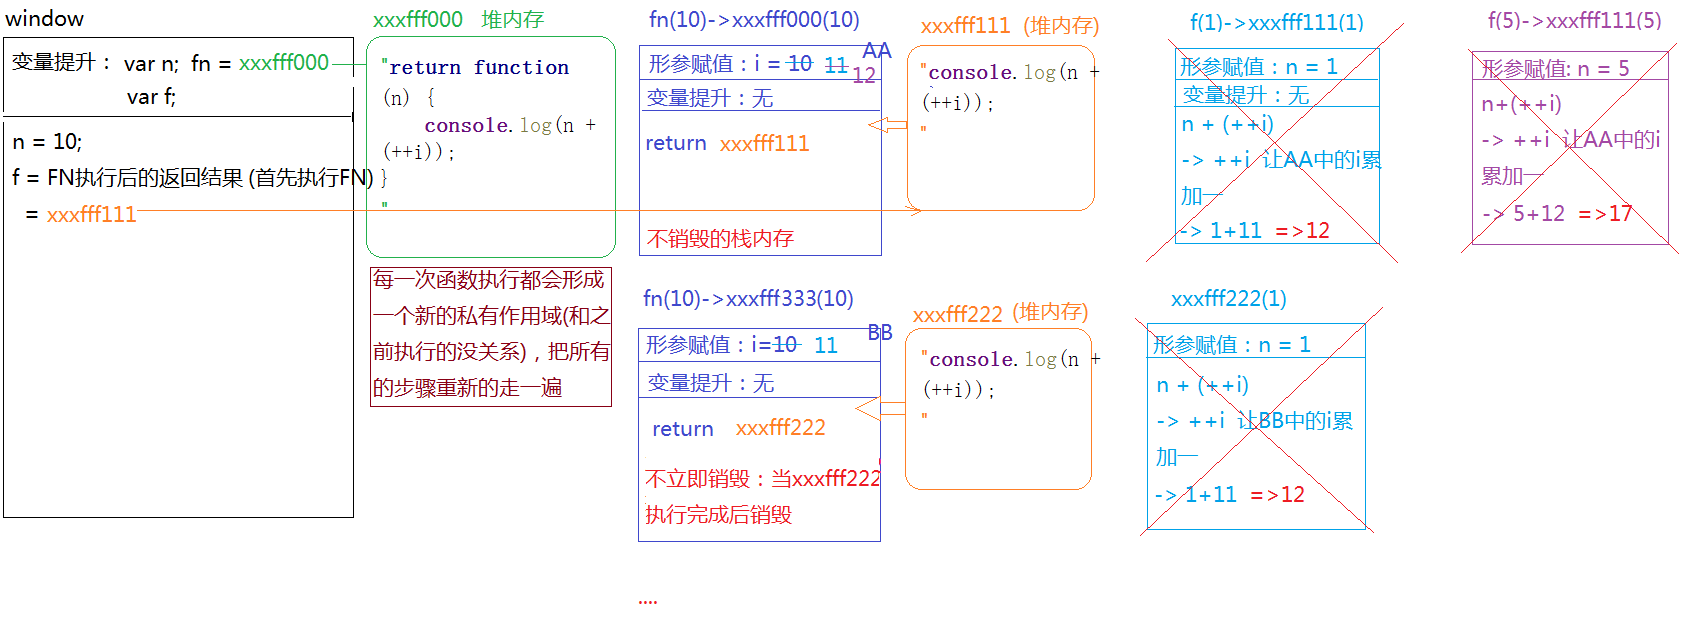 window
变量提升： var n; fn = xxxfff000
var f;
n = 10;
f = FN执行后的返回结果 (首先执行FN)
= xxxfff111
xxxfff000 堆内存
"return function
(n) {
console.log(n +
(++i));
}
"
每一次函数执行都会形成
一个新的私有作用域(和之
前执行的没关系)，把所有
的步骤重新的走一遍
fn(10)->xxxfff000(10)
AA
形参赋值：i = 10 11
12
变量提升：无
return xxxfff111
不销毁的栈内存
xxxfff111 (堆内存)
"console.log(n +
(++i));
"
f(1)->xxxfff111(1)
形参赋值：n = 1
变量提升：无
n + (++i)
-> ++i 让AA中的i累
加一
-> 1+11 =>12
f(5)->xxxfff111(5)
形参赋值: n = 5
n+(++i)
-> ++i 让AA中的i
累加一
-> 5+12 =>17
fn(10)->xxxfff333(10)
BB
形参赋值：i=10 11
变量提升：无
return xxxfff222
不立即销毁：当xxxfff222
执行完成后销毁
xxxfff222 (堆内存)
"console.log(n +
(++i));
"
xxxfff222(1)
形参赋值：n = 1
n + (++i)
-> ++i 让BB中的i累
加一
-> 1+11 =>12
....